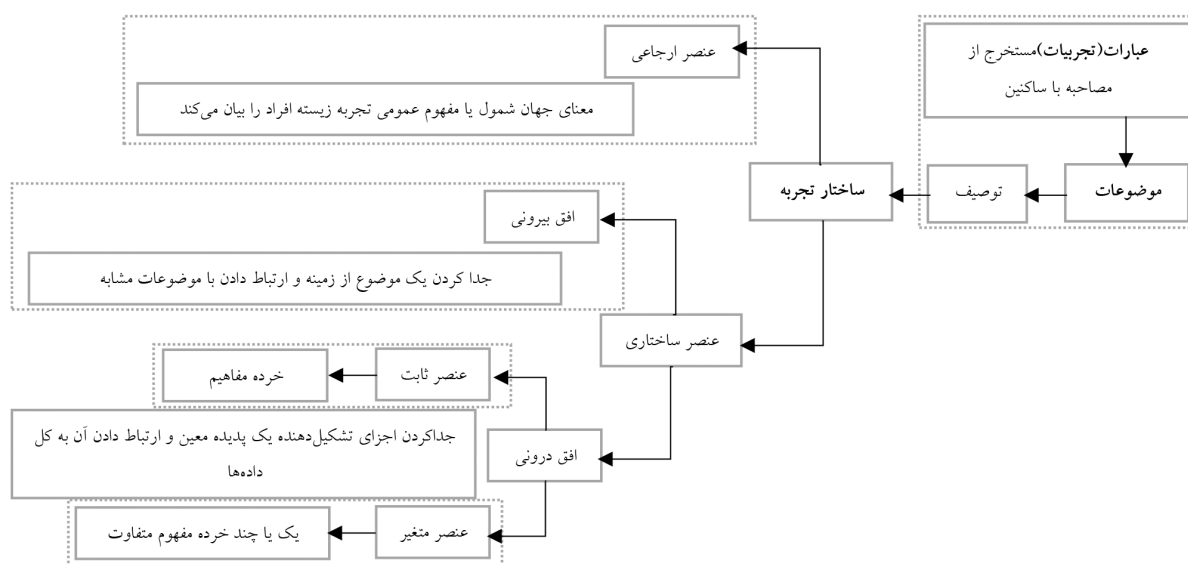 عبارات(تجربیات)مستخرج از
مصاحبه با ساکنین
موضوعات
توصیف
ساختار تجربه
عنصر ارجاعی
معنای جهان شمول یا مفهوم عمومی تجربه زیسته افراد را بیان می‌کند
عنصر ساختاری
افق بیرونی
جدا کردن یک موضوع از زمینه و ارتباط دادن با موضوعات مشابه
افق درونی
جداکردن اجزای تشکیل‌دهنده یک پدیده معین و ارتباط دادن آن به کل
داده‌ها
عنصر ثابت
خرده مفاهیم
عنصر متغیر
یک یا چند خرده مفهوم متفاوت